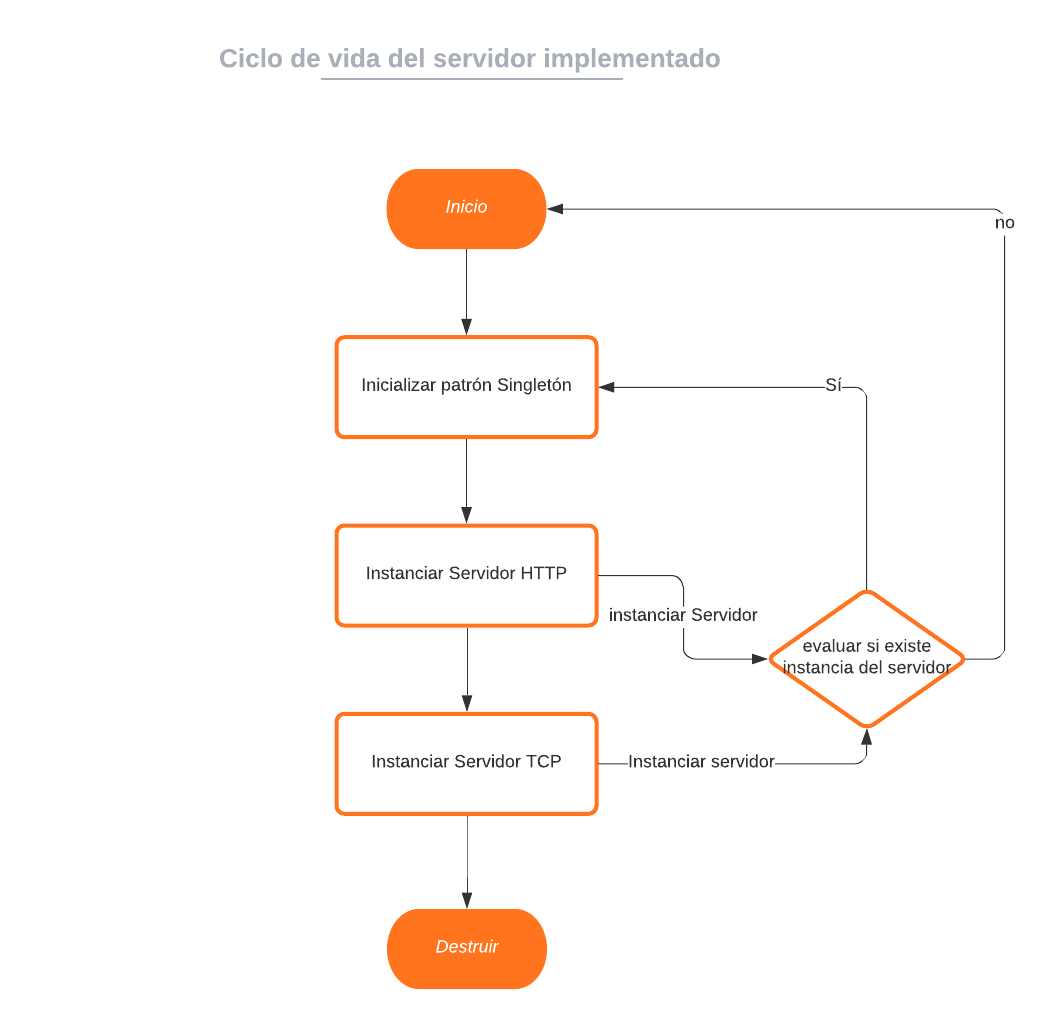 Ciclo de vida del servidor implementado
Inicio
no
Inicializar patrón Singletón
Sí
Instanciar Servidor HTTP
instanciar Servidor
evaluar si existe
instancia del servidor
Instanciar Servidor TCP
Instanciar servidor
Destruir